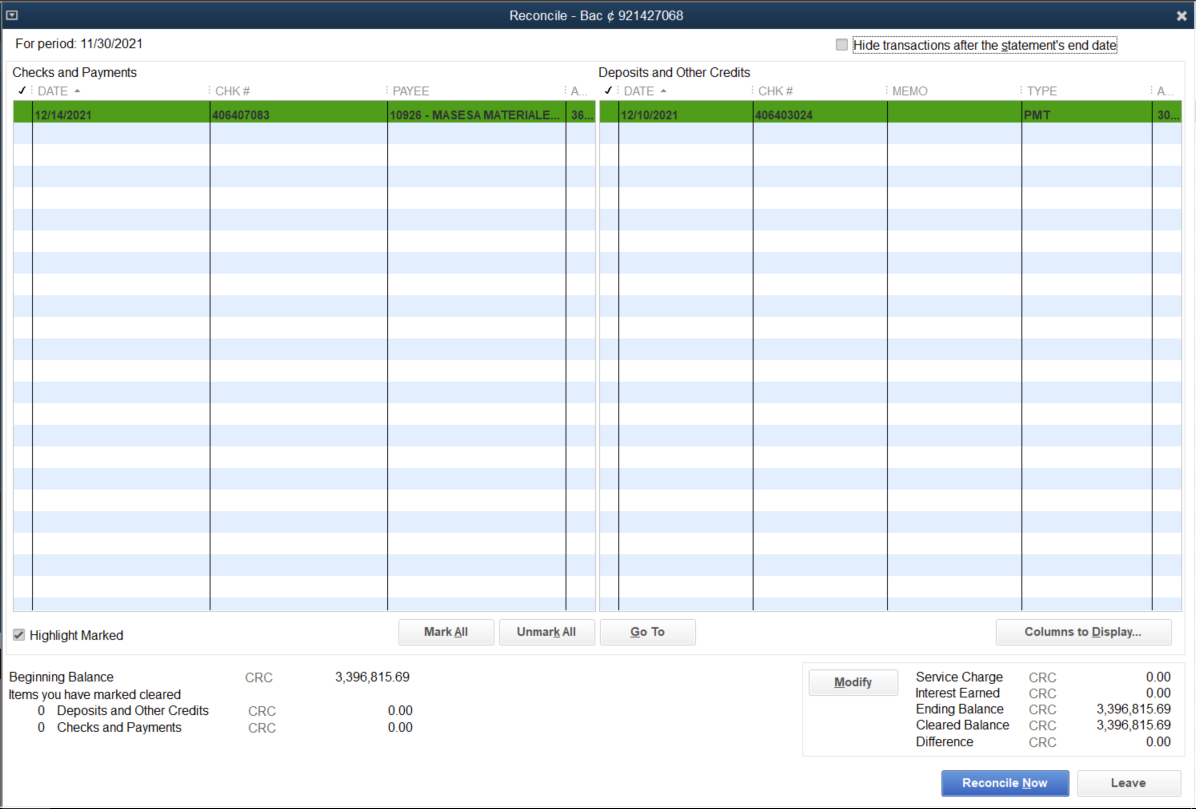 Reconcile - Bac ¢ 921427068
For period: 11/30/2021
Hide transactions after the statement's end date
Checks and Payments
✓ DATE CHK # PAYEE A...
12/14/2021 406407083 10926 - MASESA MATERIALE... 36...
Deposits and Other Credits
✓ DATE CHK # MEMO TYPE A...
12/10/2021 406403024 PMT 30...
Highlight Marked
Mark All
Unmark All
Go To
Columns to Display...
Beginning Balance CRC 3,396,815.69
Items you have marked cleared
0 Deposits and Other Credits CRC 0.00
0 Checks and Payments CRC 0.00
Modify
Service Charge CRC 0.00
Interest Earned CRC 0.00
Ending Balance CRC 3,396,815.69
Cleared Balance CRC 3,396,815.69
Difference CRC 0.00
Reconcile Now
Leave